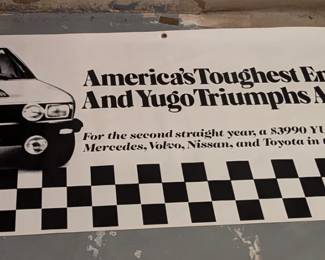 America's Toughest En
And Yugo Triumphs A
For the second straight year, a $3990 YU
Mercedes, Volvo, Nissan, and Toyota in t